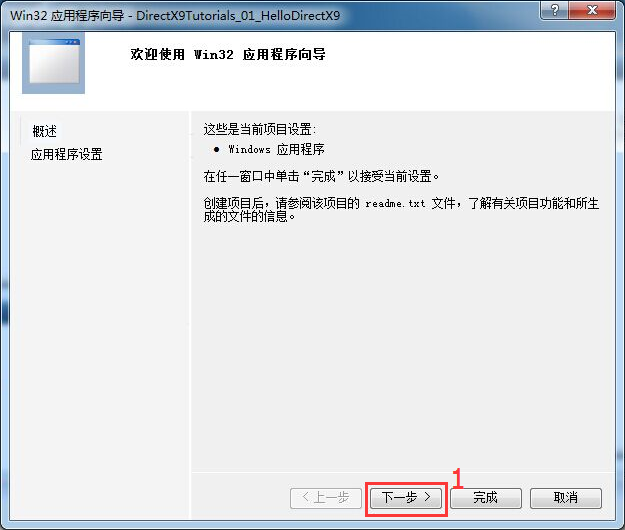 Win32 应用程序向导 - DirectX9Tutorials_01_HelloDirectX9
欢迎使用 Win32 应用程序向导
概述
应用程序设置
这些是当前项目设置:
• Windows 应用程序
在任一窗口中单击“完成”以接受当前设置。
创建项目后，请参阅该项目的 readme.txt 文件，了解有关项目功能和所生
成的文件的信息。
1
< 上一步
下一步 >
完成
取消